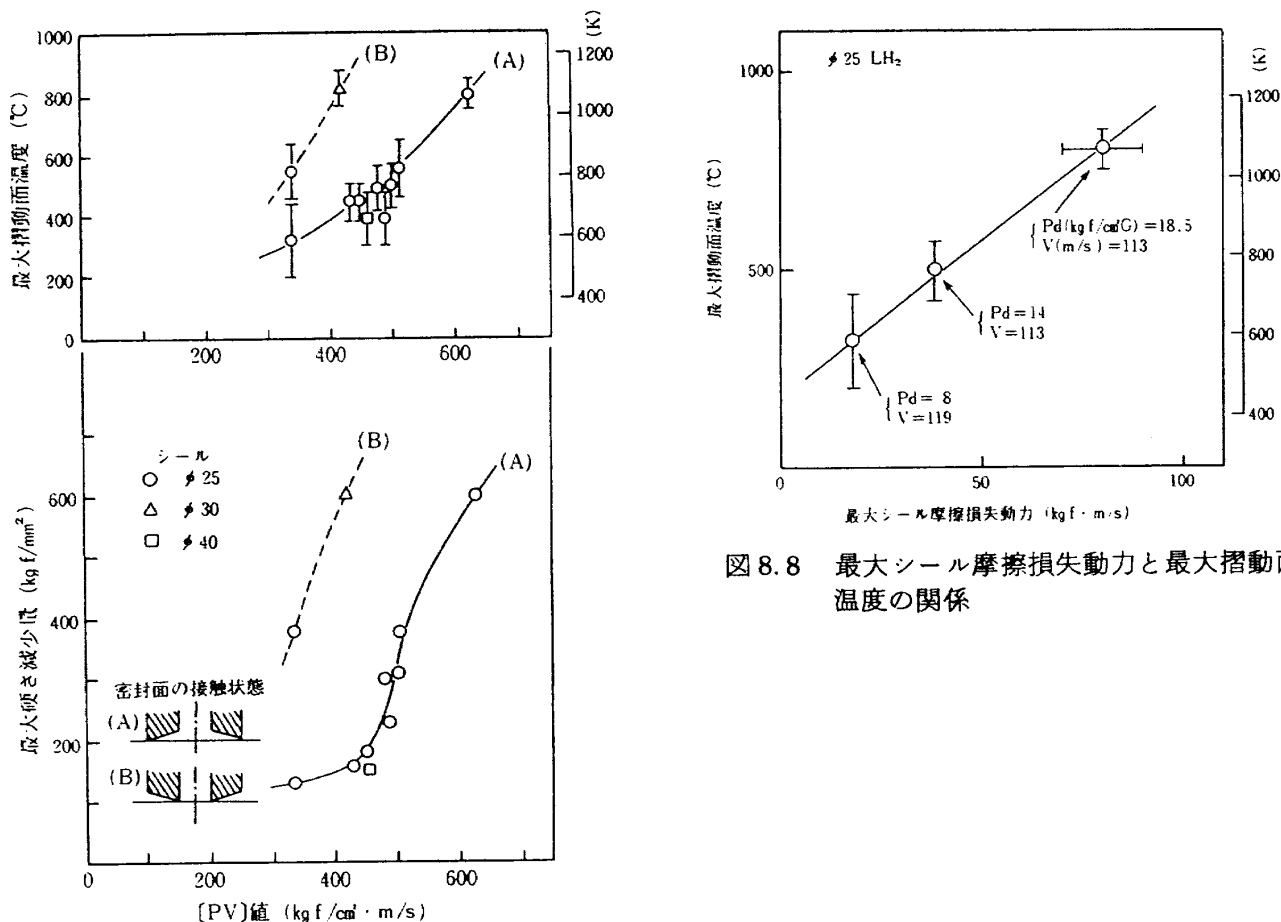 最大摺動面温度 (℃)
1000
800
600
400
200
0
200
400
600
(B)
(A)
(K)
1200
1000
800
600
400
最大硬さ減少値 (kgf/mm²)
600
400
200
0
シール
○ φ25
△ φ30
□ φ40
(B)
(A)
密封面の接触状態
(A)
(B)
0
200
400
600
[PV]値 (kgf/c㎡・m/s)
φ25 LH₂
最大摺動面温度 (℃)
1000
500
(K)
1200
1000
800
600
400
Pd(kgf/c㎡G)=18.5
V(m/s)=113
Pd=14
V=113
Pd= 8
V=119
0
50
100
最大シール摩擦損失動力 (kgf・m/s)
図8.8 最大シール摩擦損失動力と最大摺動面
温度の関係